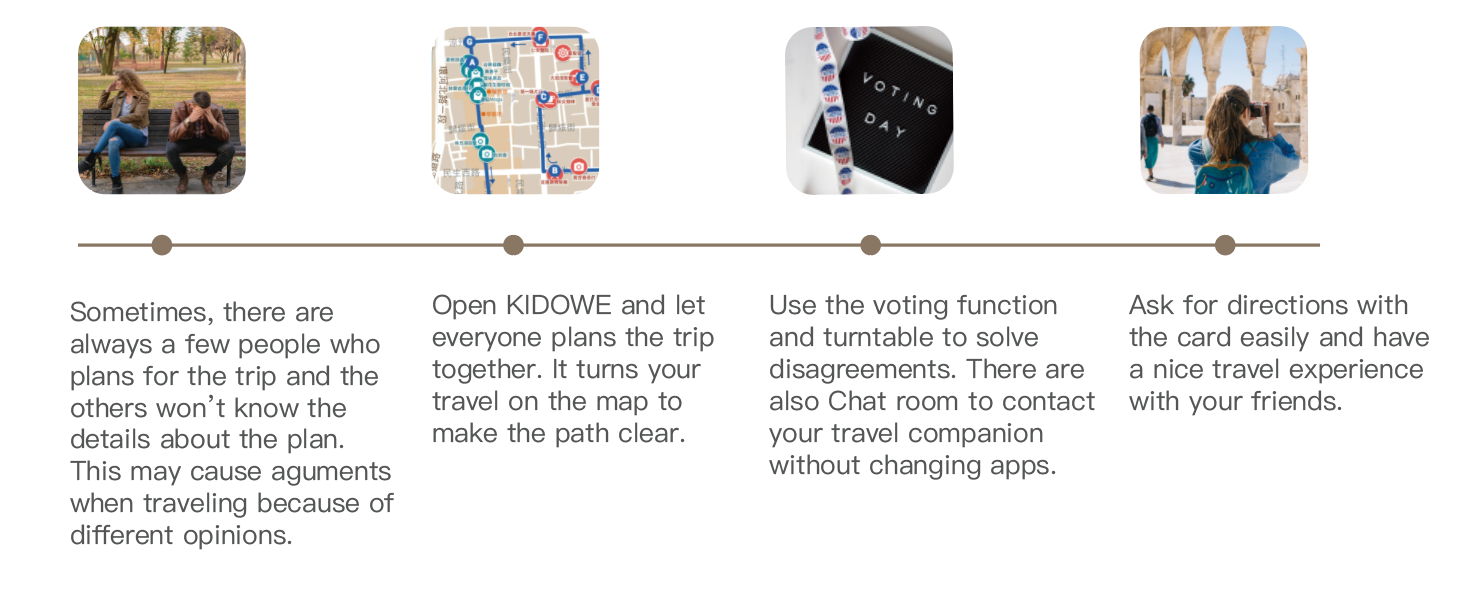 G
F
A
E
C
B
VOTING
DAY
Sometimes, there are
always a few people who
plans for the trip and the
others won't know the
details about the plan.
This may cause aguments
when traveling because of
different opinions.
Open KIDOWE and let
everyone plans the trip
together. It turns your
travel on the map to
make the path clear.
Use the voting function
and turntable to solve
disagreements. There are
also Chat room to contact
your travel companion
without changing apps.
Ask for directions with
the card easily and have
a nice travel experience
with your friends.